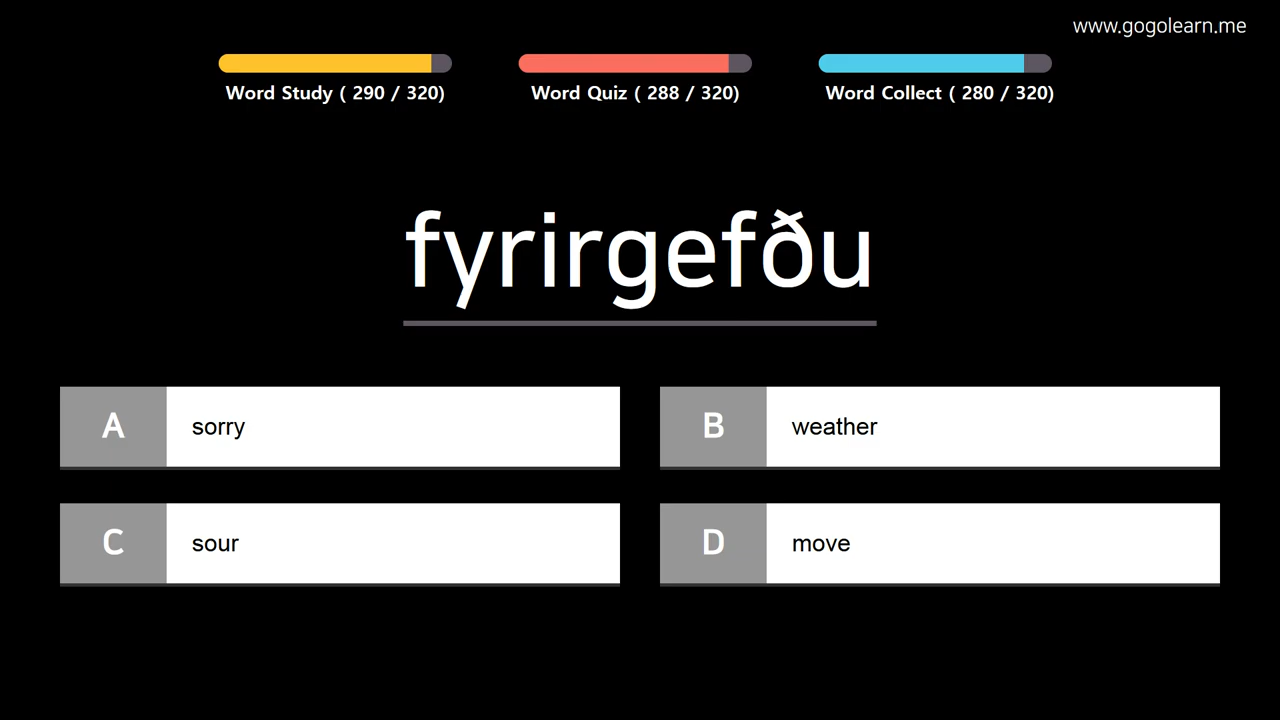 www.gogolearn.me
Word Study ( 290 / 320)
Word Quiz ( 288 / 320)
Word Collect ( 280 / 320)
fyrirgefðu
A sorry
B weather
C sour
D move